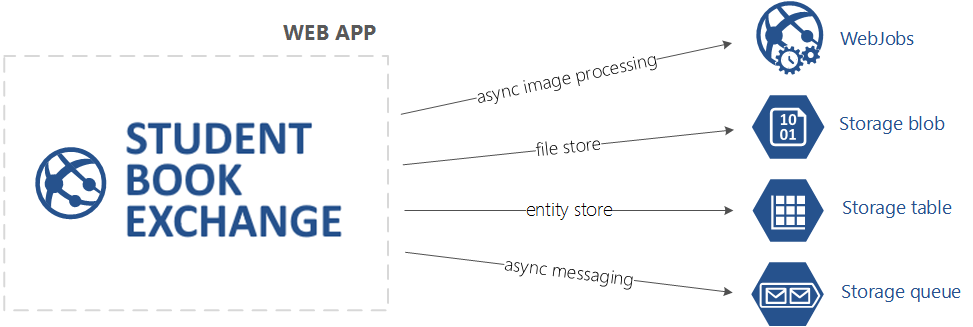 WEB APP
STUDENT
BOOK
EXCHANGE
async image processing
WebJobs
file store
10
01
Storage blob
entity store
Storage table
async messaging
Storage queue